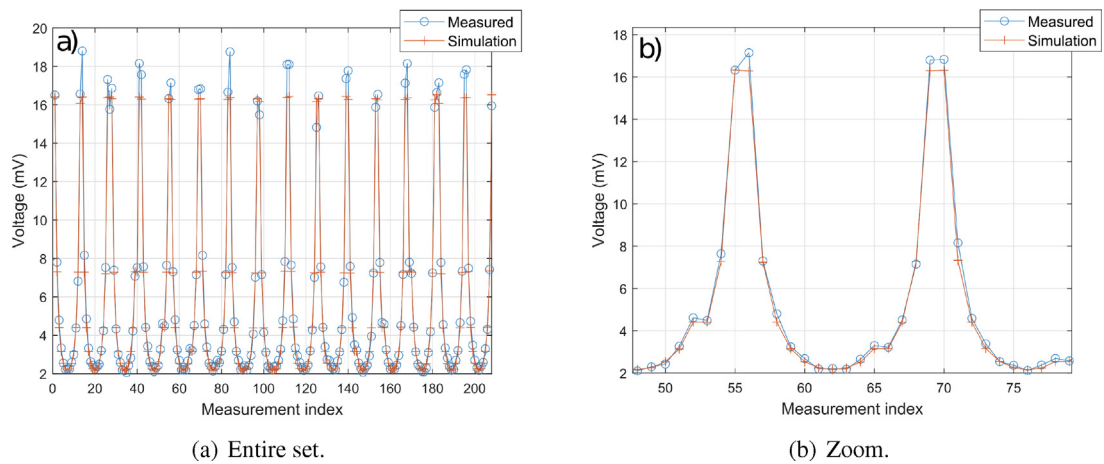 a)
Measured
Simulation
20
18
16
14
12
10
8
6
4
2
Voltage (mV)
0 20 40 60 80 100 120 140 160 180 200
Measurement index
(a) Entire set.
b)
Measured
Simulation
18
16
14
12
10
8
6
4
2
Voltage (mV)
50 55 60 65 70 75
Measurement index
(b) Zoom.